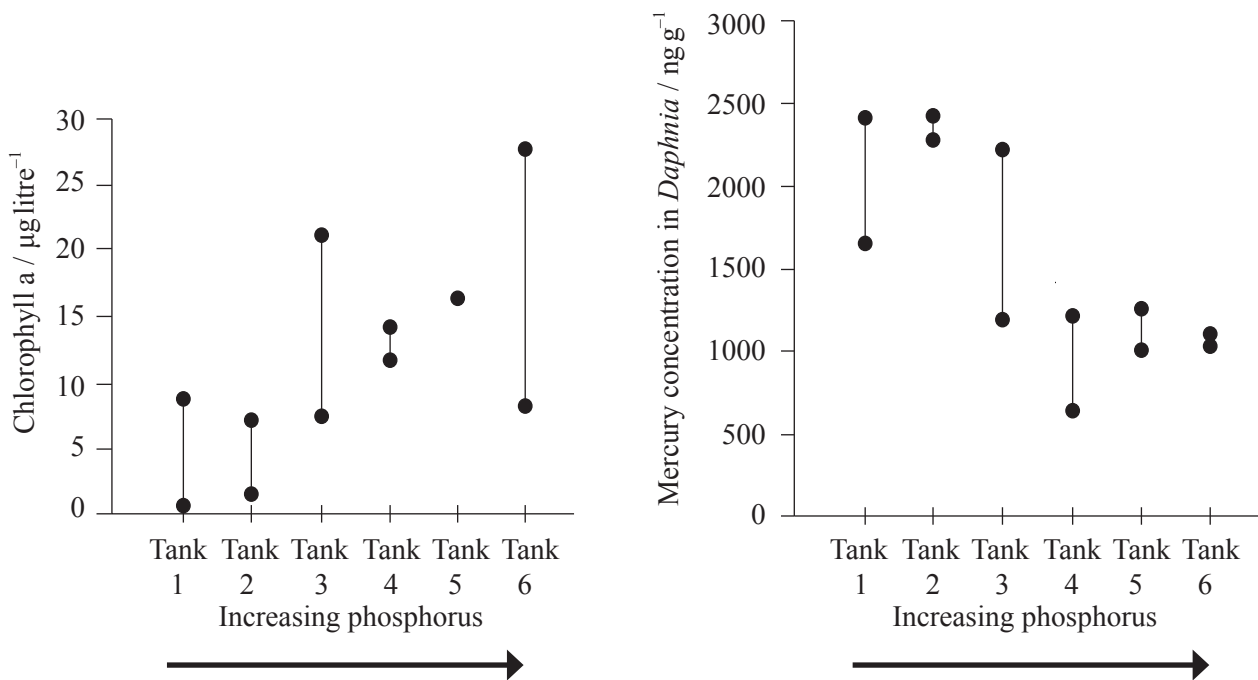 Chlorophyll a / μg litre⁻¹
30
25
20
15
10
5
0
Tank 1
Tank 2
Tank 3
Tank 4
Tank 5
Tank 6
Increasing phosphorus
Mercury concentration in Daphnia / ng g⁻¹
3000
2500
2000
1500
1000
500
0
Tank 1
Tank 2
Tank 3
Tank 4
Tank 5
Tank 6
Increasing phosphorus